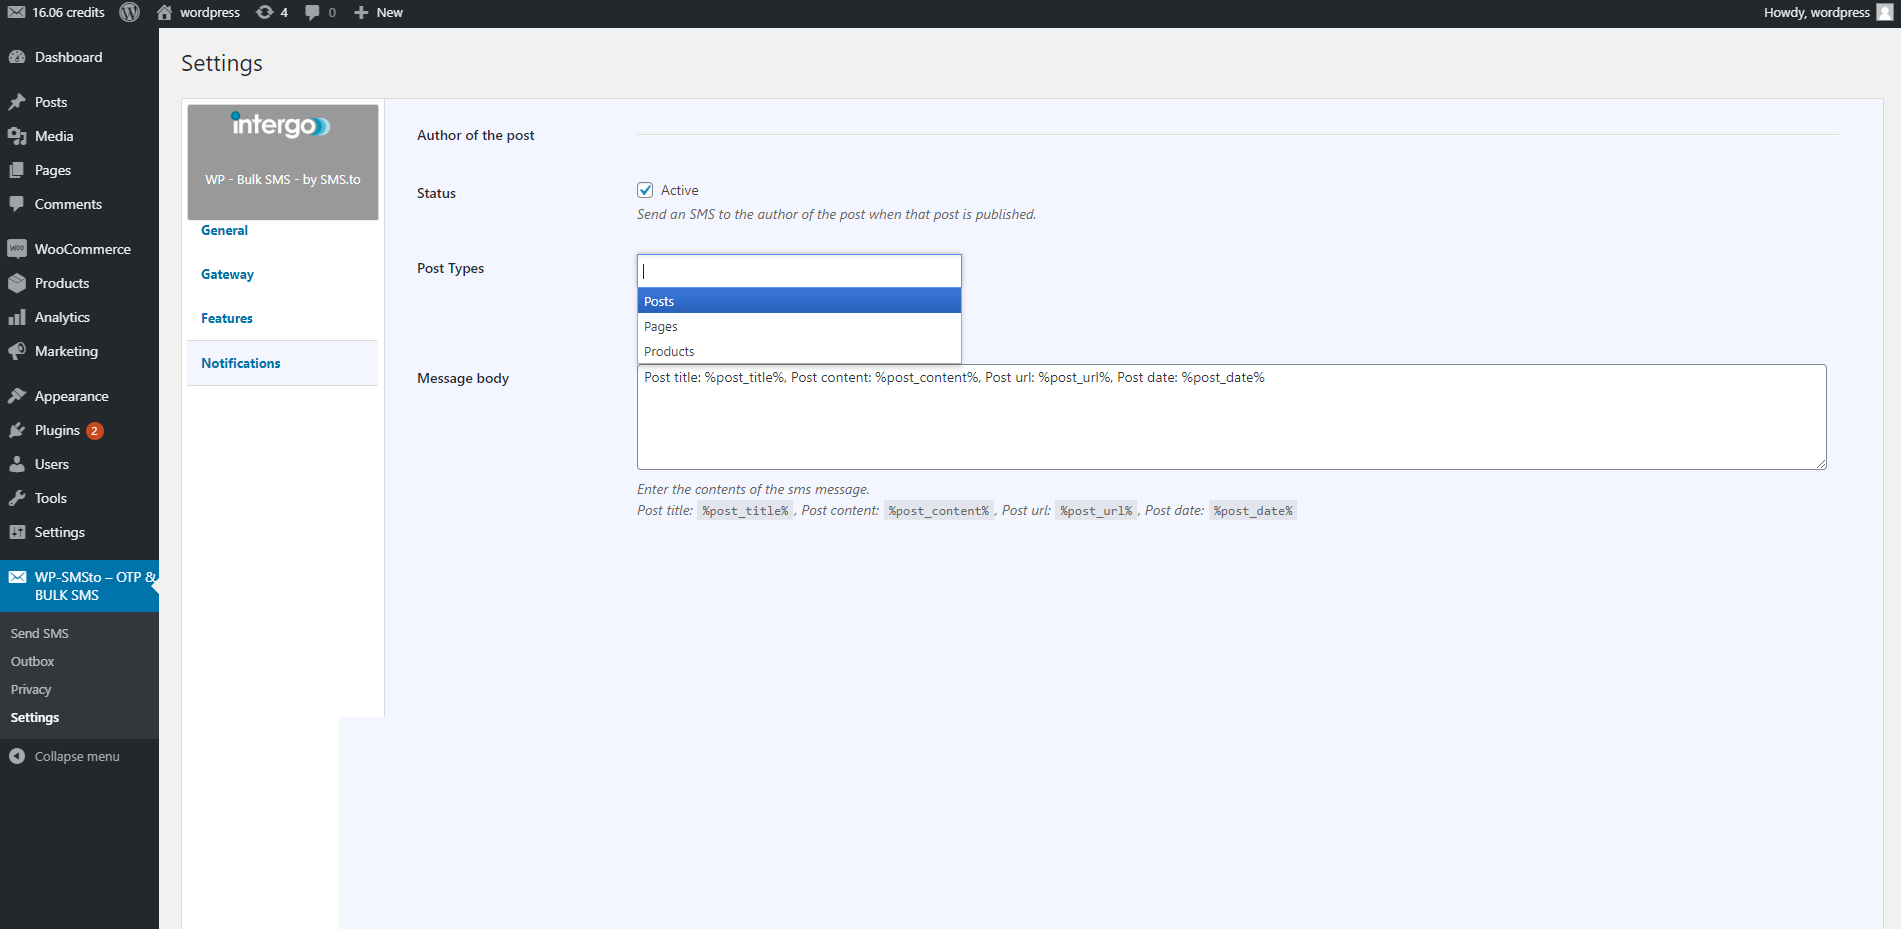 16.06 credits wordpress 4 0 New Howdy, wordpress
Dashboard
Posts
Media
Pages
Comments
WooCommerce
Products
Analytics
Marketing
Appearance
Plugins 2
Users
Tools
Settings
WP-SMSto – OTP &
BULK SMS
Send SMS
Outbox
Privacy
Settings
Collapse menu
Settings
intergo
WP - Bulk SMS - by SMS.to
General
Gateway
Features
Notifications
Author of the post
Status
Active
Send an SMS to the author of the post when that post is published.
Post Types
Posts
Pages
Products
Message body
Post title: %post_title%, Post content: %post_content%, Post url: %post_url%, Post date: %post_date%
Enter the contents of the sms message.
Post title: %post_title% , Post content: %post_content% , Post url: %post_url% , Post date: %post_date%